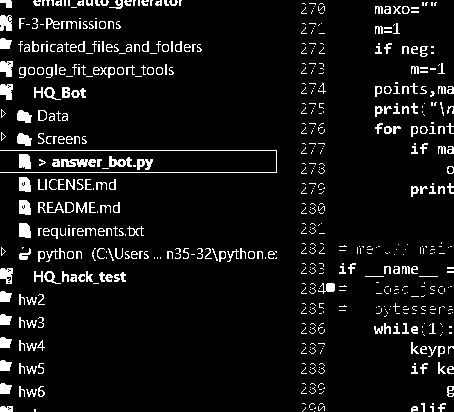 email_auto_generator
F-3-Permissions
fabricated_files_and_folders
google_fit_export_tools
HQ_Bot
Data
Screens
> answer_bot.py
LICENSE.md
README.md
requirements.txt
python (C:\Users ... n35-32\python.ex
HQ_hack_test
hw2
hw3
hw4
hw5
hw6
270 maxo=""
271 m=1
272 if neg:
273 m=-1
274 points,ma
275 print("\n
276 for point
277 if ma
278 o
279 print
280
281
282 # menu// main
283 if __name__ =
284 # load_json
285 # pytessera
286 while(1):
287 keypr
288 if ke
289 g
290 elif